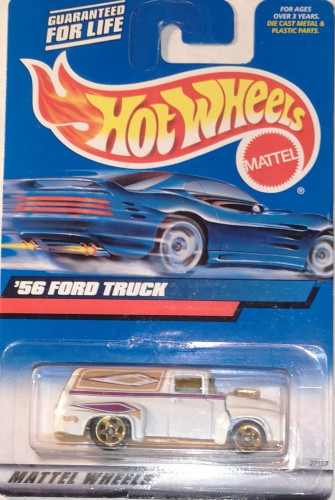 GUARANTEED
FOR LIFE
FOR AGES
OVER 3 YEARS.
DIE CAST METAL &
PLASTIC PARTS.
HOT WHEELS
MATTEL
®
'56 FORD TRUCK
MATTEL WHEELS